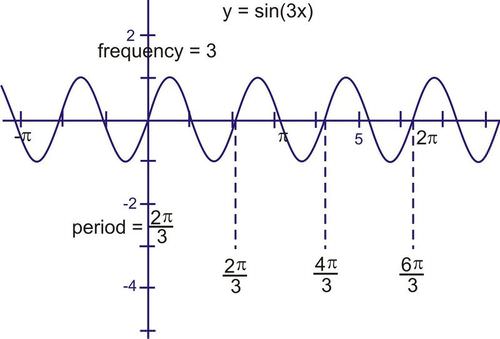 y = sin(3x)
2
frequency = 3
-π
π
5
2π
-2
period = 2π/3
2π/3
4π/3
6π/3
-4